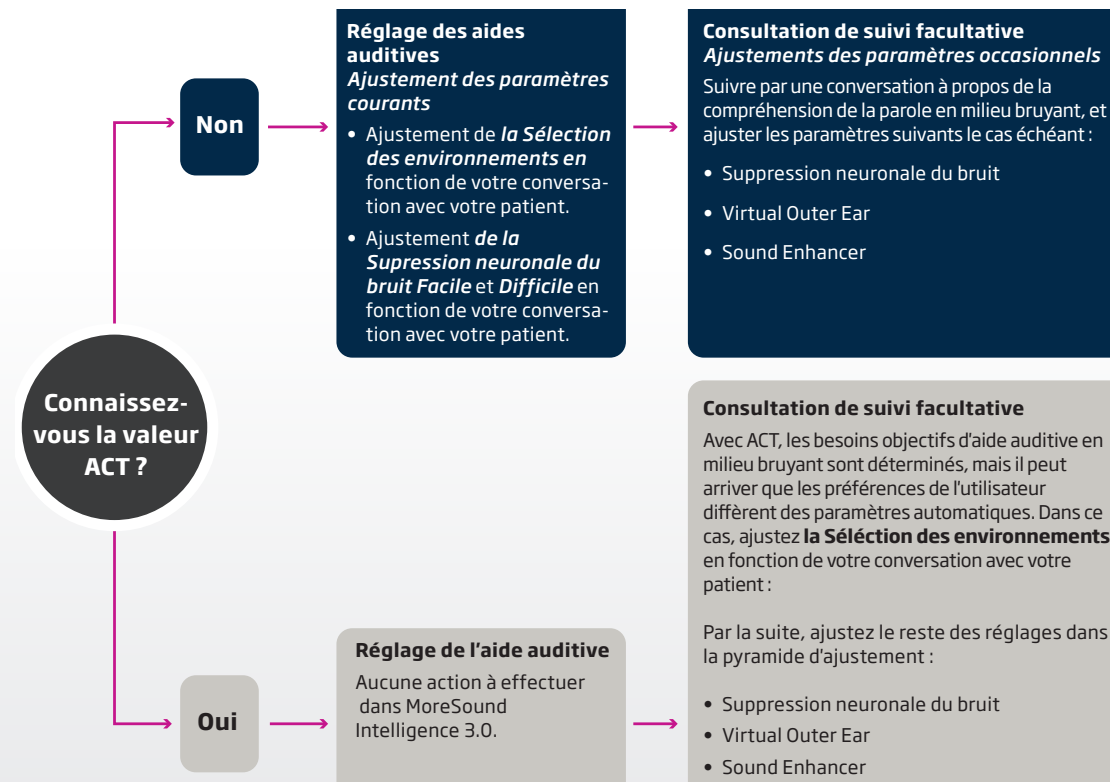 Connaissez-
vous la valeur
ACT ?
Non
Réglage des aides
auditives
Ajustement des paramètres
courants
• Ajustement de la Sélection
des environnements en
fonction de votre conversa-
tion avec votre patient.
• Ajustement de la
Supression neuronale du
bruit Facile et Difficile en
fonction de votre conversa-
tion avec votre patient.
Consultation de suivi facultative
Ajustements des paramètres occasionnels
Suivre par une conversation à propos de la
compréhension de la parole en milieu bruyant, et
ajuster les paramètres suivants le cas échéant :
• Suppression neuronale du bruit
• Virtual Outer Ear
• Sound Enhancer
Oui
Réglage de l'aide auditive
Aucune action à effectuer
dans MoreSound
Intelligence 3.0.
Consultation de suivi facultative
Avec ACT, les besoins objectifs d'aide auditive en
milieu bruyant sont déterminés, mais il peut
arriver que les préférences de l'utilisateur
diffèrent des paramètres automatiques. Dans ce
cas, ajustez la Séléction des environnements
en fonction de votre conversation avec votre
patient :
Par la suite, ajustez le reste des réglages dans
la pyramide d'ajustement :
• Suppression neuronale du bruit
• Virtual Outer Ear
• Sound Enhancer